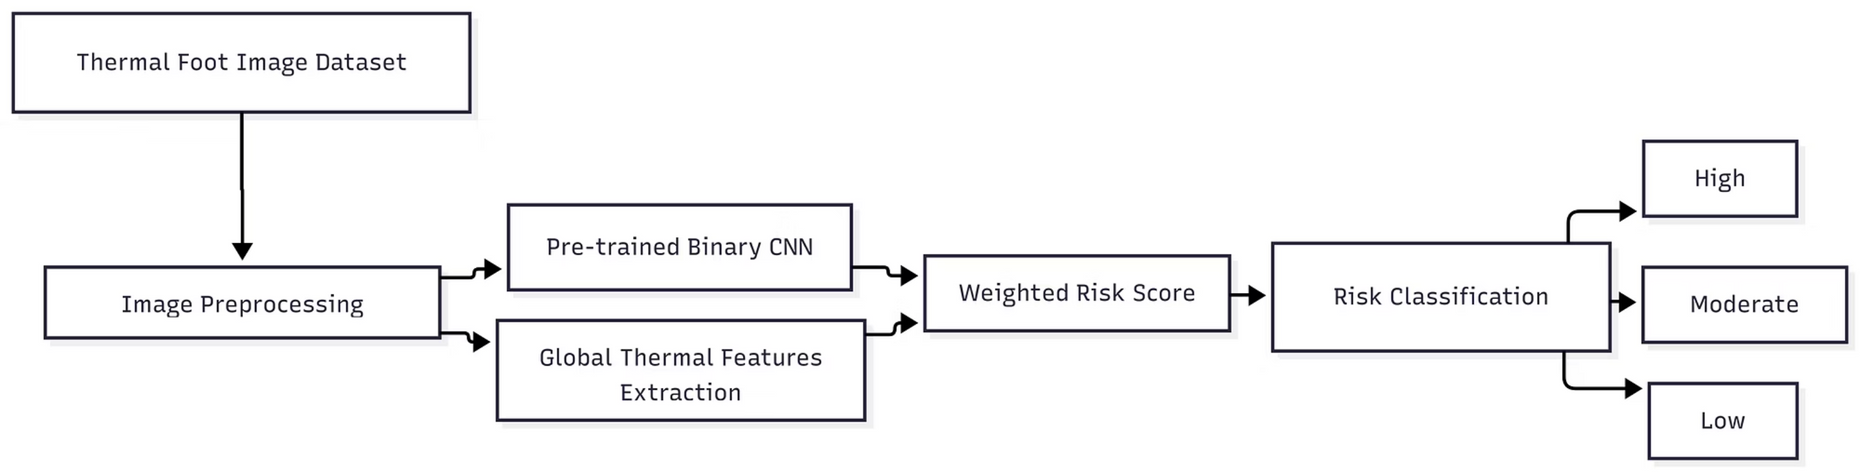 Thermal Foot Image Dataset
Image Preprocessing
Pre-trained Binary CNN
Global Thermal Features
Extraction
Weighted Risk Score
Risk Classification
High
Moderate
Low